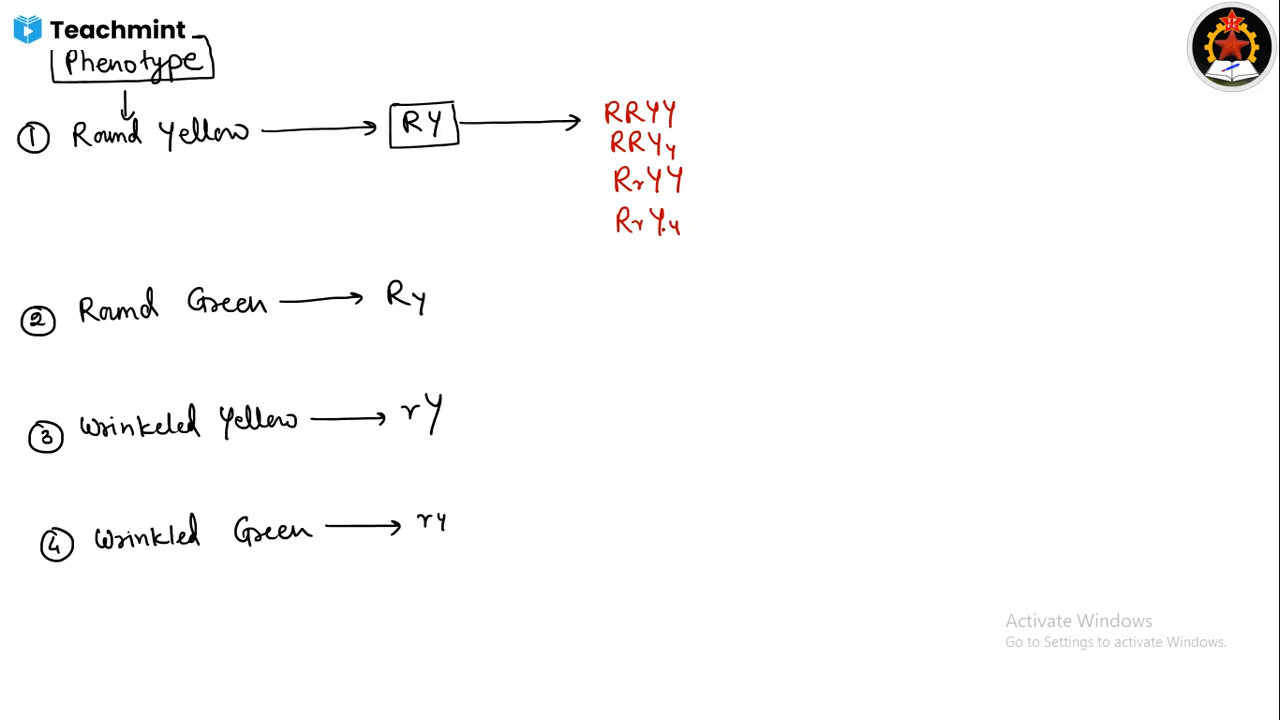 Teachmint
Phenotype
① Round Yellow → RY → RRYY
RRYy
RrYY
RrYy
② Round Green → Ry
③ Wrinkeled Yellow → rY
④ Wrinkled Green → ry
Activate Windows
Go to Settings to activate Windows.